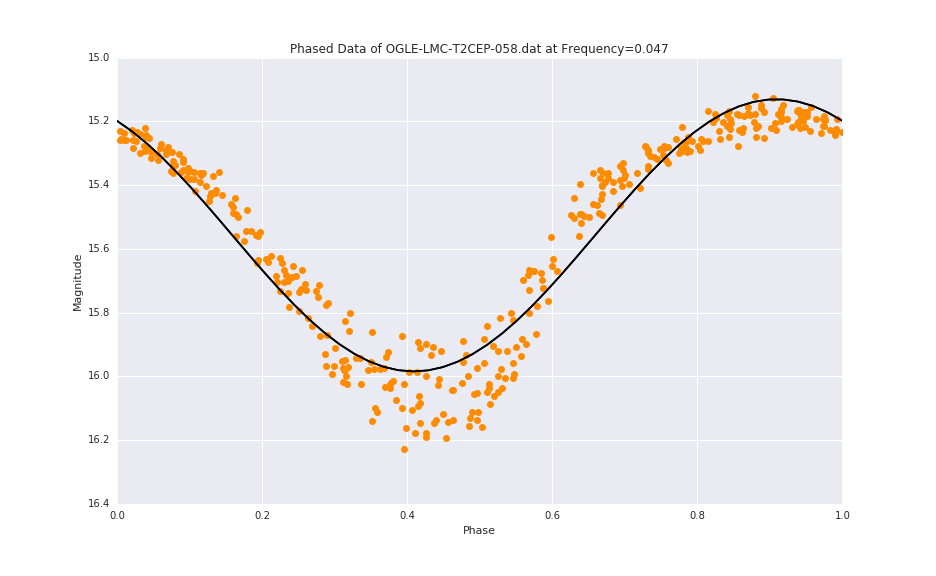 Phased Data of OGLE-LMC-T2CEP-058.dat at Frequency=0.047
15.0
15.2
15.4
15.6
15.8
16.0
16.2
16.4
Magnitude
0.0 0.2 0.4 0.6 0.8 1.0
Phase